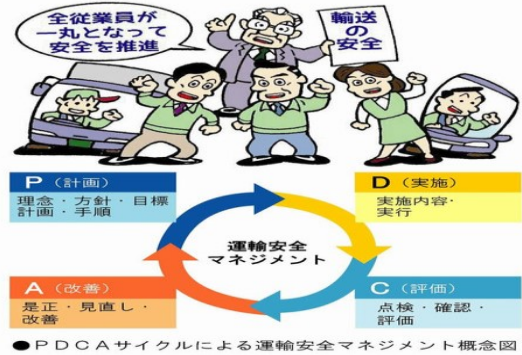 全従業員が
一丸となって
安全を推進
輸送
の
安全
P（計画）
理念・方針・目標
計画・手順
D（実施）
実施内容・
実行
運輸安全
マネジメント
A（改善）
是正・見直し・
改善
C（評価）
点検・確認・
評価
●PDCAサイクルによる運輸安全マネジメント概念図